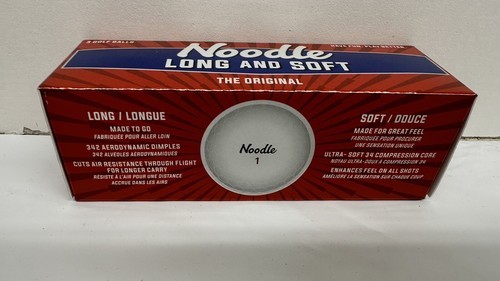 3 GOLF BALLS
HAVE FUN. PLAY BETTER.
Noodle
LONG AND SOFT
THE ORIGINAL
LONG / LONGUE
MADE TO GO
FABRIQUÉE POUR ALLER LOIN
342 AERODYNAMIC DIMPLES
342 ALVÉOLES AÉRODYNAMIQUES
CUTS AIR RESISTANCE THROUGH FLIGHT
FOR LONGER CARRY
RÉSISTE À L'AIR POUR UNE DISTANCE
ACCRUE DANS LES AIRS
Noodle
1
SOFT / DOUCE
MADE FOR GREAT FEEL
FABRIQUÉE POUR PROCURER
UNE SENSATION UNIQUE
ULTRA- SOFT 34 COMPRESSION CORE
NOYAU ULTRA-DOUX À COMPRESSION 34
ENHANCES FEEL ON ALL SHOTS
AMÉLIORE LA SENSATION SUR CHAQUE COUP